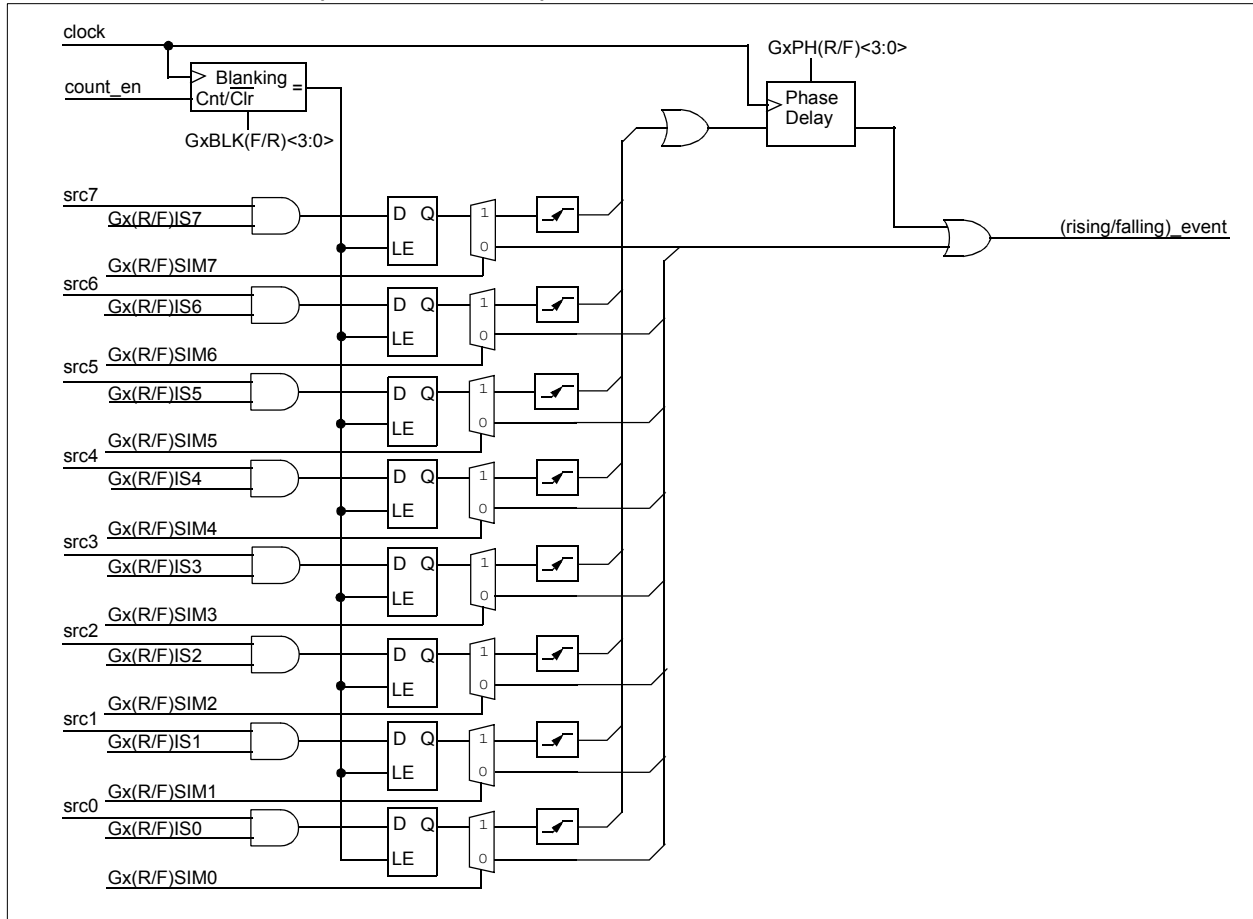 clock
GxPH(R/F)<3:0>
Blanking
=
count_en
Cnt/Clr
Phase
Delay
GxBLK(F/R)<3:0>
src7
Gx(R/F)IS7
D Q
1
LE
0
(rising/falling)_event
Gx(R/F)SIM7
src6
Gx(R/F)IS6
D Q
1
LE
0
Gx(R/F)SIM6
src5
Gx(R/F)IS5
D Q
1
LE
0
Gx(R/F)SIM5
src4
Gx(R/F)IS4
D Q
1
LE
0
Gx(R/F)SIM4
src3
Gx(R/F)IS3
D Q
1
LE
0
Gx(R/F)SIM3
src2
Gx(R/F)IS2
D Q
1
LE
0
Gx(R/F)SIM2
src1
Gx(R/F)IS1
D Q
1
LE
0
Gx(R/F)SIM1
src0
Gx(R/F)IS0
D Q
1
LE
0
Gx(R/F)SIM0